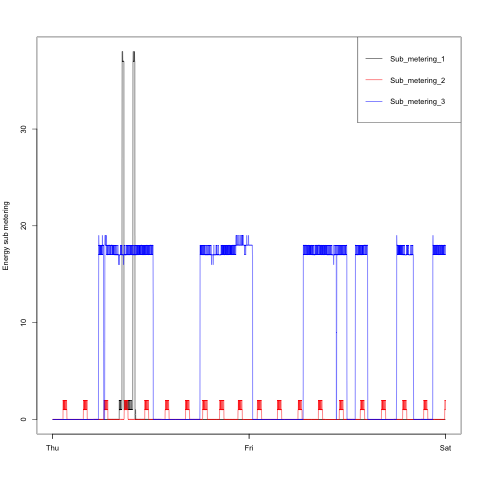 Sub_metering_1
Sub_metering_2
Sub_metering_3
Energy sub metering
30
20
10
0
Thu
Fri
Sat